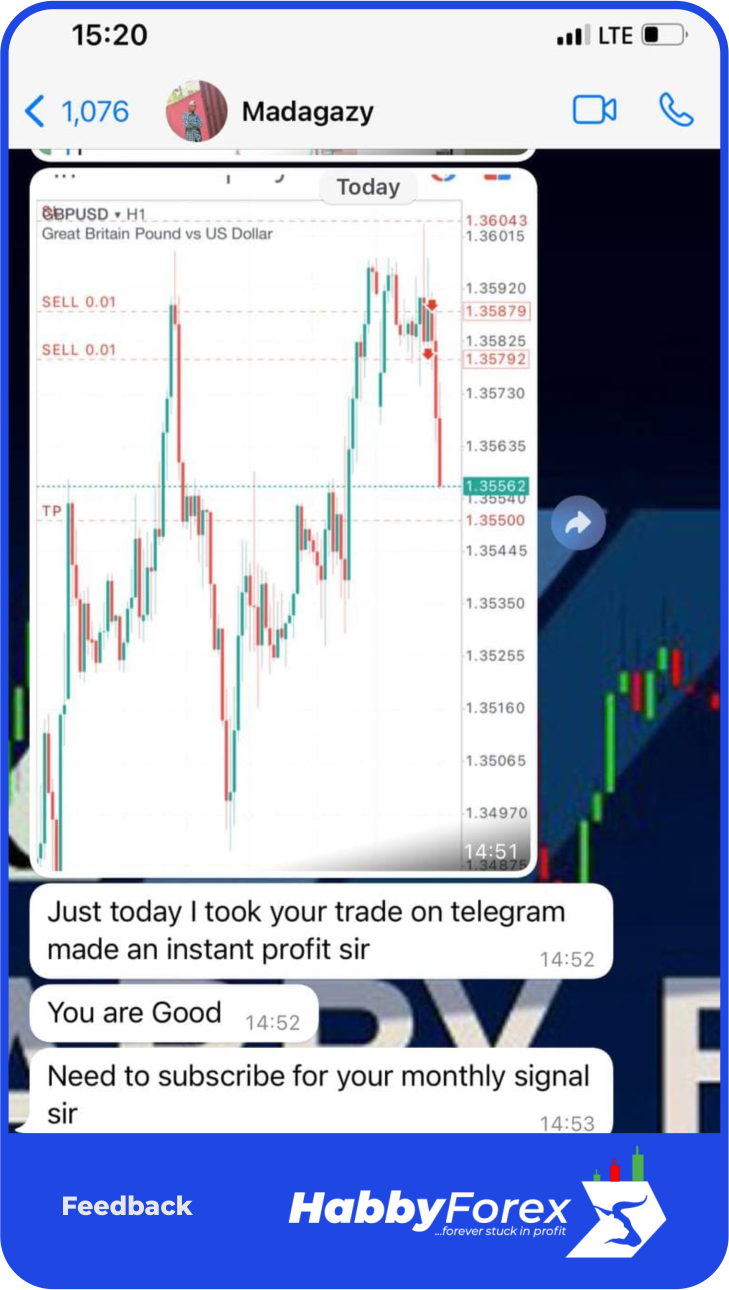 15:20
LTE
1,076
Madagazy
Today
GBPUSD ▾ H1
Great Britain Pound vs US Dollar
1.36043
1.36015
1.35920
SELL 0.01
1.35879
1.35825
SELL 0.01
1.35792
1.35730
1.35635
1.35562
1.35540
TP
1.35500
1.35445
1.35350
1.35255
1.35160
1.35065
1.34970
1.34875
14:51
Just today I took your trade on telegram
made an instant profit sir
14:52
You are Good
14:52
Need to subscribe for your monthly signal
sir
14:53
Feedback
HabbyForex
...forever stuck in profit